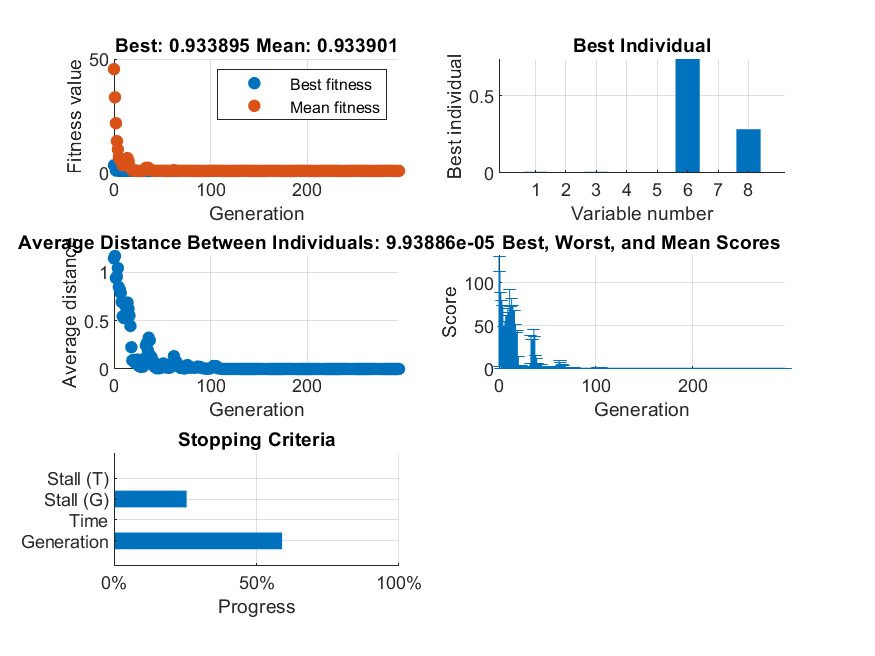 Best: 0.933895 Mean: 0.933901
Fitness value
50
0
Best fitness
Mean fitness
0 100 200
Generation
Best Individual
Best individual
0.5
0
1 2 3 4 5 6 7 8
Variable number
Average Distance Between Individuals: 9.93886e-05
Average distance
1
0.5
0
0 100 200
Generation
Best, Worst, and Mean Scores
Score
100
50
0
0 100 200
Generation
Stopping Criteria
Stall (T)
Stall (G)
Time
Generation
0% 50% 100%
Progress